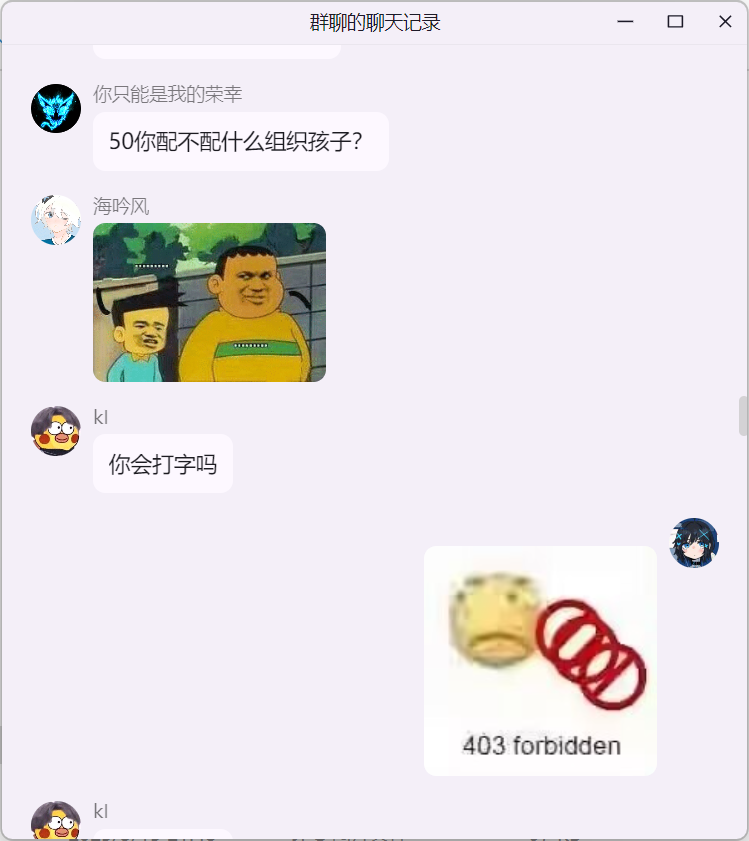 群聊的聊天记录
你只能是我的荣幸
50你配不配什么组织孩子?
海吟风
.........
.........
kl
你会打字吗
403 forbidden
kl